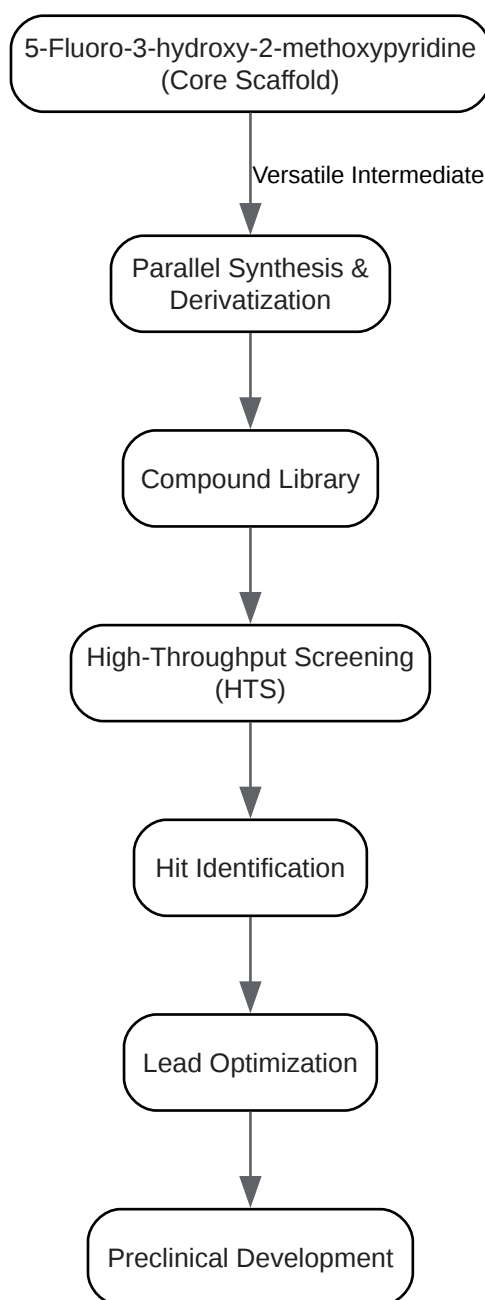 5-Fluoro-3-hydroxy-2-methoxypyridine
(Core Scaffold)
Versatile Intermediate
Parallel Synthesis &
Derivatization
Compound Library
High-Throughput Screening
(HTS)
Hit Identification
Lead Optimization
Preclinical Development